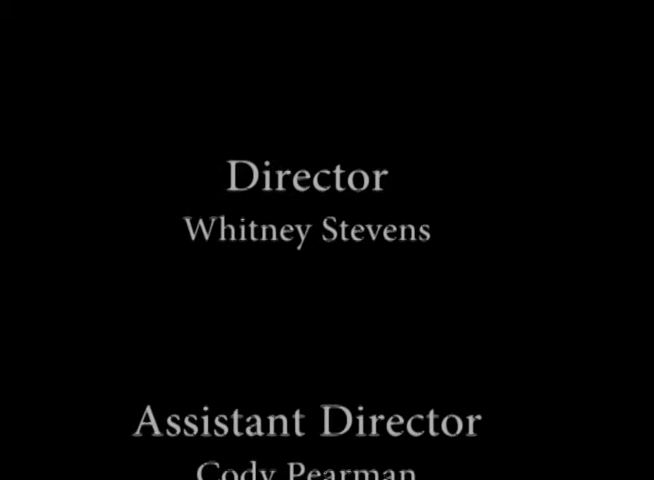 Director
Whitney Stevens
Assistant Director
Cody Pearman